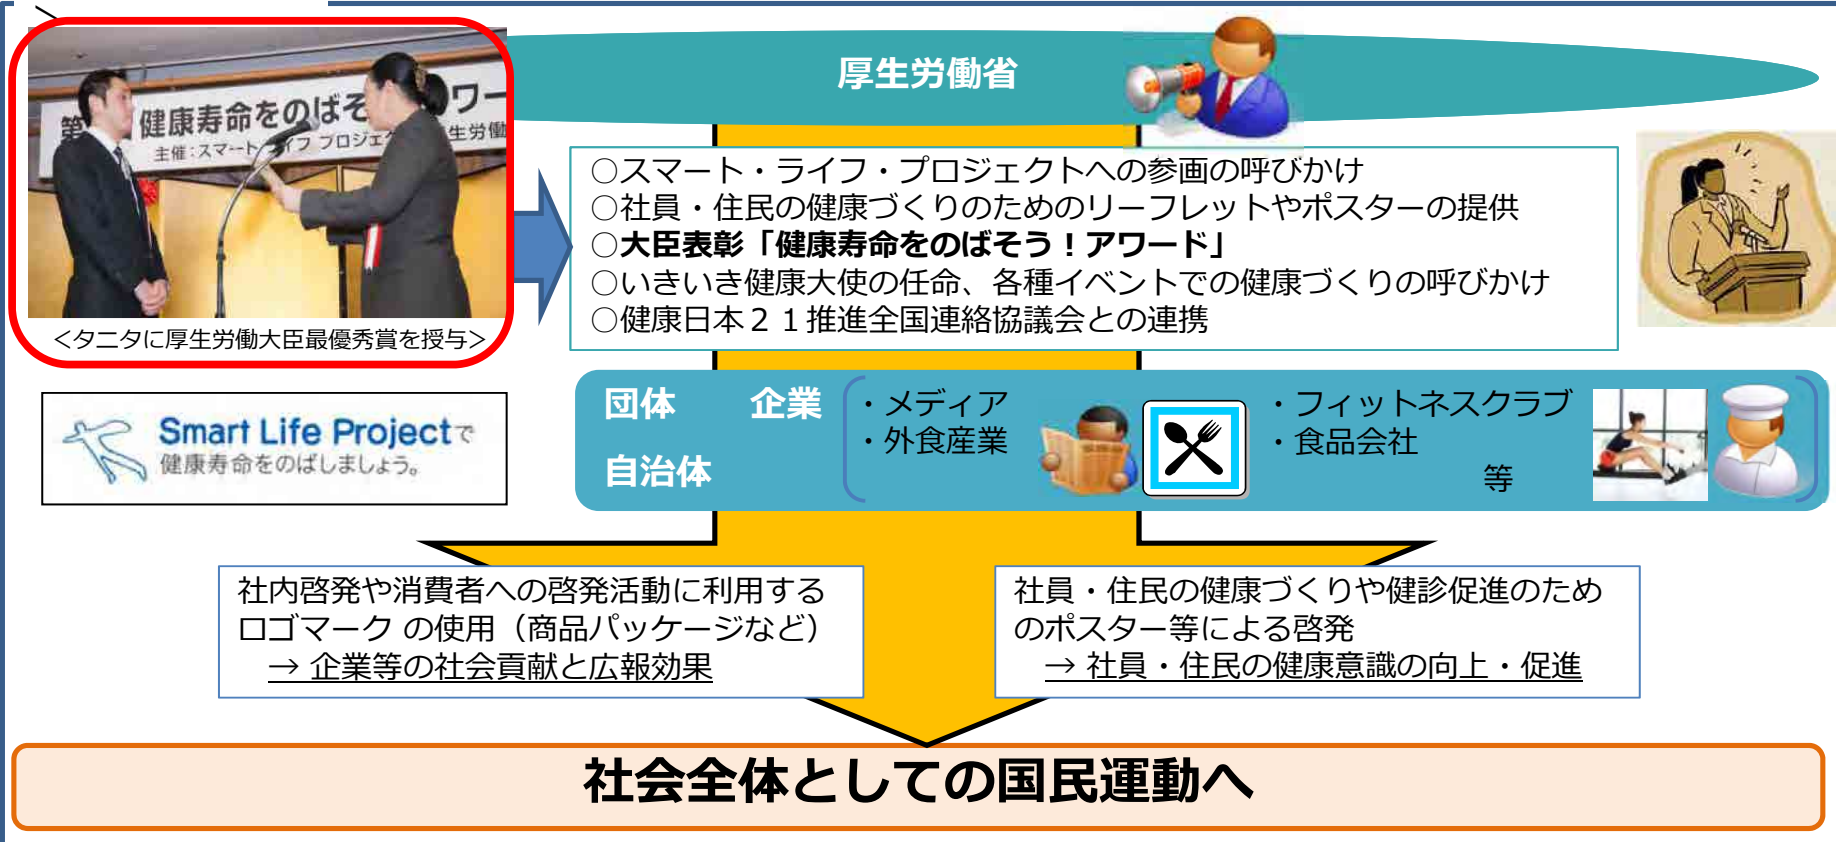 厚生労働省
健康寿命をのばそ
ワー
主催：スマート ライフ プロジェ
生労働
＜タニタに厚生労働大臣最優秀賞を授与＞
○スマート・ライフ・プロジェクトへの参画の呼びかけ
○社員・住民の健康づくりのためのリーフレットやポスターの提供
○大臣表彰「健康寿命をのばそう！アワード」
○いきいき健康大使の任命、各種イベントでの健康づくりの呼びかけ
○健康日本２１推進全国連絡協議会との連携
Smart Life Projectで
健康寿命をのばしましょう。
団体 企業
自治体
・メディア
・外食産業
・フィットネスクラブ
・食品会社
等
社内啓発や消費者への啓発活動に利用する
ロゴマーク の使用（商品パッケージなど）
→ 企業等の社会貢献と広報効果
社員・住民の健康づくりや健診促進のため
のポスター等による啓発
→ 社員・住民の健康意識の向上・促進
社会全体としての国民運動へ